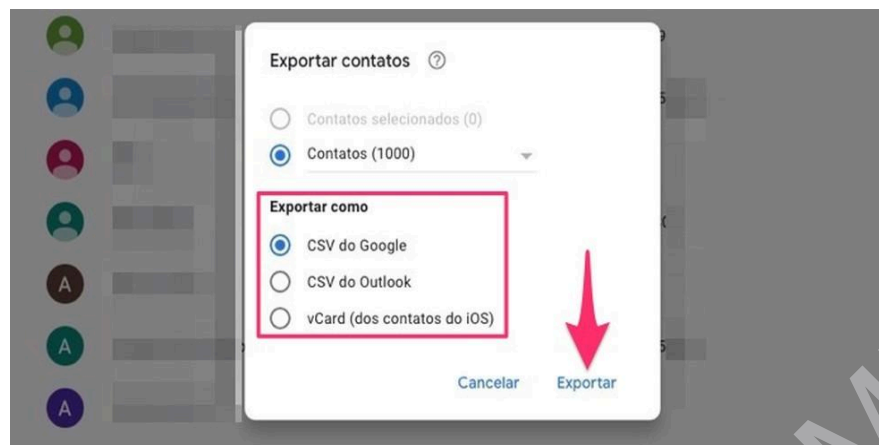 Exportar contatos
Contatos selecionados (0)
Contatos (1000)
Exportar como
CSV do Google
CSV do Outlook
vCard (dos contatos do iOS)
A
A
Cancelar Exportar
A